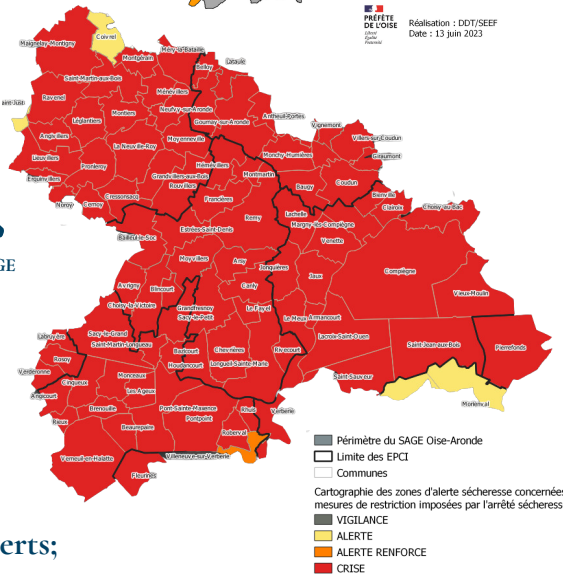 PRÉFÈTE
DE L'OISE
Liberté
Égalité
Fraternité
Réalisation : DDT/SEEF
Date : 13 juin 2023
Coivrel
Maignelay-Montigny
Méry-la-Bataille
Montgérain
Belloy
Lataule
Saint-Martin-aux-Bois
Ménévillers
Ravenel
Neufvy-sur-Aronde
Léglantiers
Montiers
Gournay-sur-Aronde
Antheuil-Portes
Vignemont
Angivillers
Moyenneville
Villers-sur-Coudun
La Neuville-Roy
Monchy-Humières
Giraumont
Lieuvillers
Pronleroy
Hémévillers
Montmartin
Erquinvillers
Grandvillers-aux-Bois
Rouvillers
Baugy
Coudun
Bienville
Cressonsacq
Francières
Noroy
Cernoy
Clairoix
Choisy-au-Bac
Lachelle
Remy
Margny-lès-Compiègne
Estrées-Saint-Denis
Bailleul-le-Soc
Venette
GE
Moyvillers
Arsy
Jonquières
Compiègne
Jaux
Avrigny
Blincourt
Canly
Vieux-Moulin
Choisy-la-Victoire
Grandfresnoy
Sacy-le-Petit
Le Fayel
Le Meux
Armancourt
Labruyère
Sacy-le-Grand
Saint-Martin-Longueau
Lacroix-Saint-Ouen
Saint-Jean-aux-Bois
Pierrefonds
Rosoy
Bazicourt
Chevrières
Rivecourt
Houdancourt
Longueil-Sainte-Marie
Verderonne
Monceaux
Saint-Sauveur
Cinqueux
Angicourt
Les Ageux
Morienval
Brenouille
Pont-Sainte-Maxence
Rhuis
Verberie
Pontpoint
Rieux
Beaurepaire
Roberval
Verneuil-en-Halatte
Villeneuve-sur-Verberie
Fleurines
Périmètre du SAGE Oise-Aronde
Limite des EPCI
Communes
Cartographie des zones d'alerte sécheresse concernées
mesures de restriction imposées par l'arrêté sécheress
VIGILANCE
ALERTE
ALERTE RENFORCE
CRISE
erts;